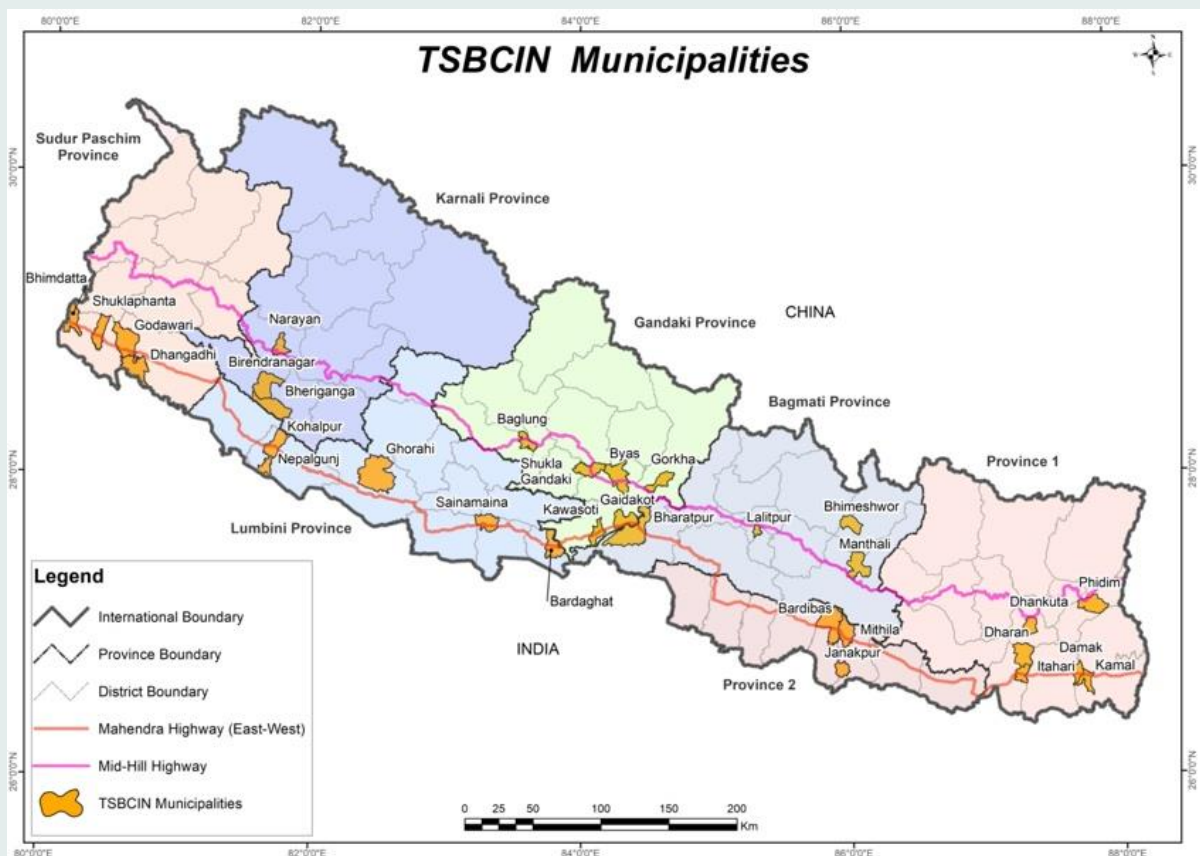 80°0'0"E
82°0'0"E
84°0'0"E
86°0'0"E
88°0'0"E
TSBCIN Municipalities
N
W
E
S
30°0'0"N
30°0'0"N
Sudur Paschim
Province
Karnali Province
Bhimdatta
Shuklaphanta
Godawari
Dhangadhi
Narayan
Birendranagar
Bheriganga
Kohalpur
Nepalgunj
Ghorahi
CHINA
Gandaki Province
Bagmati Province
Province 1
Baglung
Shukla
Gandaki
Byas
Gorkha
28°0'0"N
28°0'0"N
Sainamaina
Kawasoti
Gaidakot
Bharatpur
Lalitpur
Bhimeshwor
Manthali
Lumbini Province
Bardaghat
Phidim
Dhankuta
Bardibas
Mithila
Dharan
Damak
Janakpur
Itahari
Kamal
INDIA
Province 2
Legend
International Boundary
Province Boundary
District Boundary
Mahendra Highway (East-West)
Mid-Hill Highway
TSBCIN Municipalities
26°0'0"N
26°0'0"N
0 25 50 100 150 200
Km
80°0'0"E
82°0'0"E
84°0'0"E
86°0'0"E
88°0'0"E